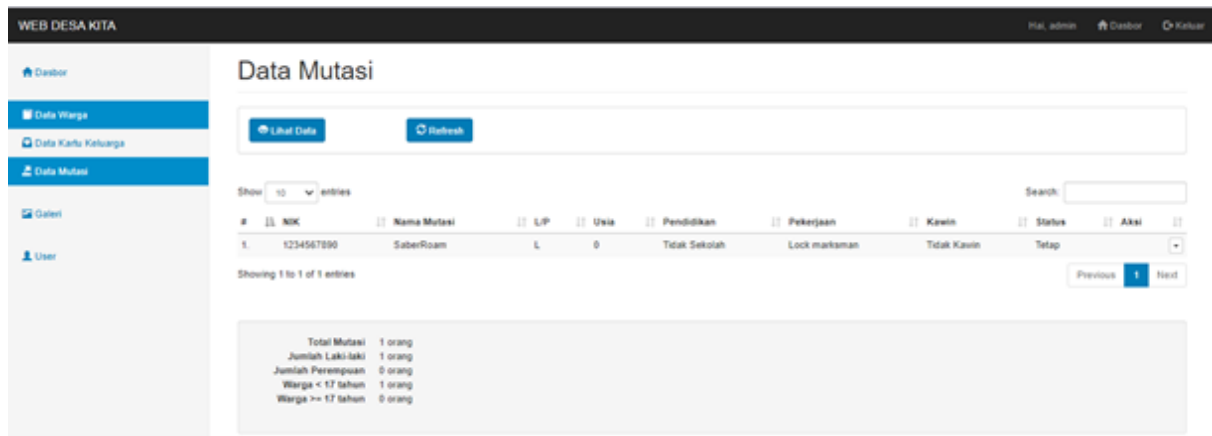 WEB DESA KITA
Hai, admin Dasbor Keluar
Dasbor
Data Warga
Data Kartu Keluarga
Data Mutasi
Galeri
User
Data Mutasi
Lihat Data Refresh
Show 10 entries Search:
# NIK Nama Mutasi L/P Usia Pendidikan Pekerjaan Kawin Status Aksi
1. 1234567890 SaberRoam L 0 Tidak Sekolah Lock marksman Tidak Kawin Tetap
Showing 1 to 1 of 1 entries Previous 1 Next
Total Mutasi 1 orang
Jumlah Laki-laki 1 orang
Jumlah Perempuan 0 orang
Warga < 17 tahun 1 orang
Warga >= 17 tahun 0 orang